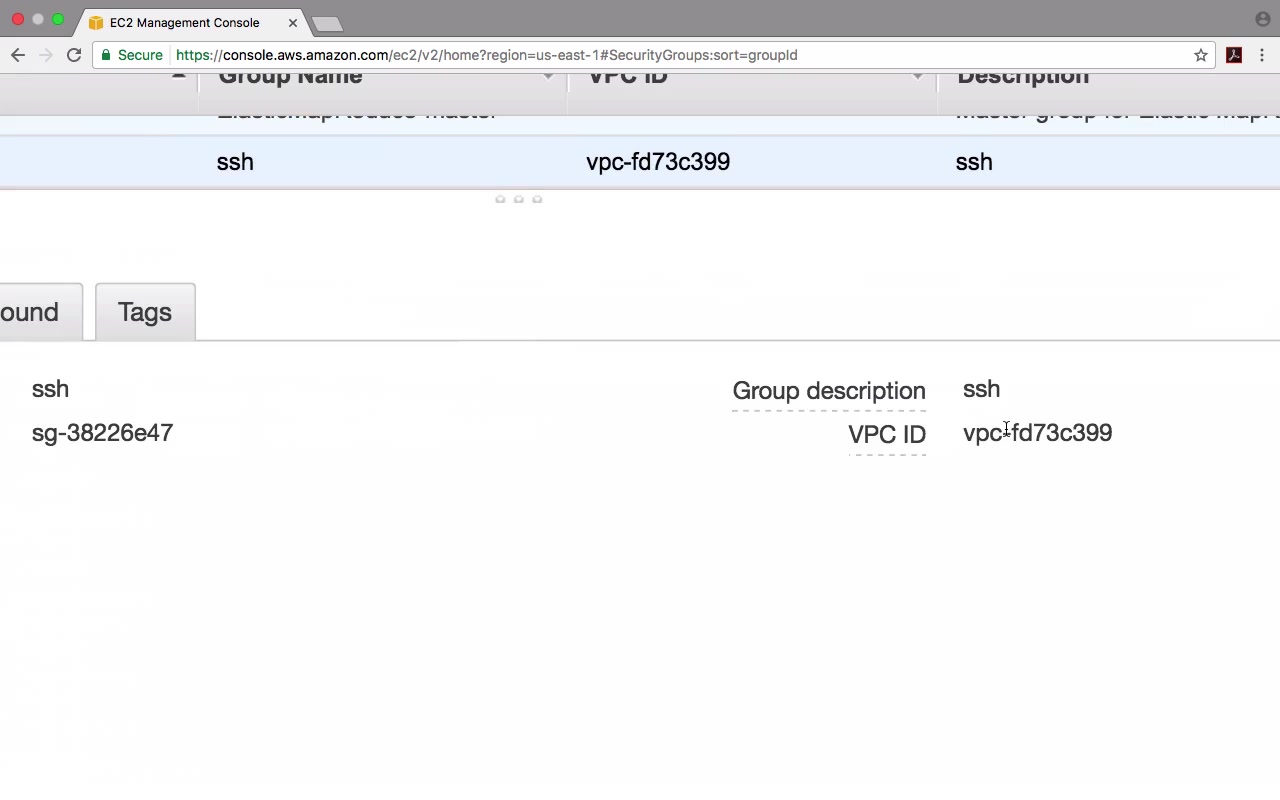 EC2 Management Console
Secure
https://console.aws.amazon.com/ec2/v2/home?region=us-east-1#SecurityGroups:sort=groupId
Group Name VPC ID Description
ssh vpc-fd73c399 ssh
ound Tags
ssh Group description ssh
sg-38226e47 VPC ID vpc-fd73c399